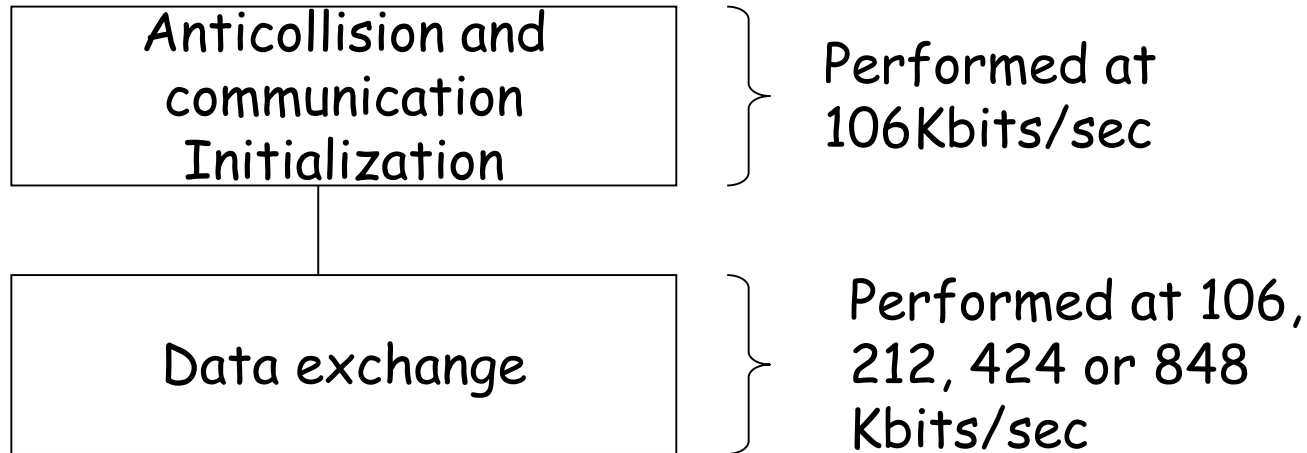 Anticollision and
communication
Initialization
Performed at
106Kbits/sec
Data exchange
Performed at 106,
212, 424 or 848
Kbits/sec